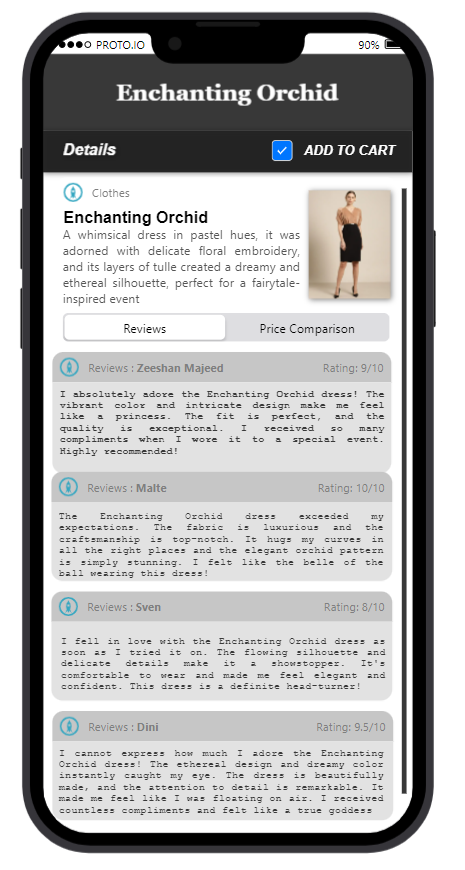 PROTO.IO
90%
Enchanting Orchid
Details
ADD TO CART
Clothes
Enchanting Orchid
A whimsical dress in pastel hues, it was
adorned with delicate floral embroidery,
and its layers of tulle created a dreamy and
ethereal silhouette, perfect for a fairytale-
inspired event
Reviews
Price Comparison
Reviews : Zeeshan Majeed
Rating: 9/10
I absolutely adore the Enchanting Orchid dress! The
vibrant color and intricate design make me feel
like a princess. The fit is perfect, and the
quality is exceptional. I received so many
compliments when I wore it to a special event.
Highly recommended!
Reviews : Malte
Rating: 10/10
The Enchanting Orchid dress exceeded my
expectations. The fabric is luxurious and the
craftsmanship is top-notch. It hugs my curves in
all the right places and the elegant orchid pattern
is simply stunning. I felt like the belle of the
ball wearing this dress!
Reviews : Sven
Rating: 8/10
I fell in love with the Enchanting Orchid dress as
soon as I tried it on. The flowing silhouette and
delicate details make it a showstopper. It's
comfortable to wear and made me feel elegant and
confident. This dress is a definite head-turner!
Reviews : Dini
Rating: 9.5/10
I cannot express how much I adore the Enchanting
Orchid dress! The ethereal design and dreamy color
instantly caught my eye. The dress is beautifully
made, and the attention to detail is remarkable. It
made me feel like I was floating on air. I received
countless compliments and felt like a true goddess